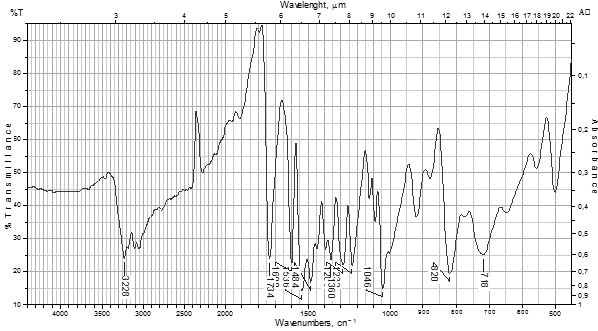 Wavelenght, µm
%T
3 4 5 6 7 8 9 10 11 12 13 14 15 16 17 18 19 20 22
90 80 70 60 50 40 30 20 10
% Transmillance
0,1 0,2 0,3 0,4 0,5 0,6 0,7 0,8 0,9 1
Absorbance
3228 1734 1484 1360 1046 820 718
4000 3500 3000 2500 2000 1500 1000 900 800 700 600 500
Wavenumbers, cm⁻¹